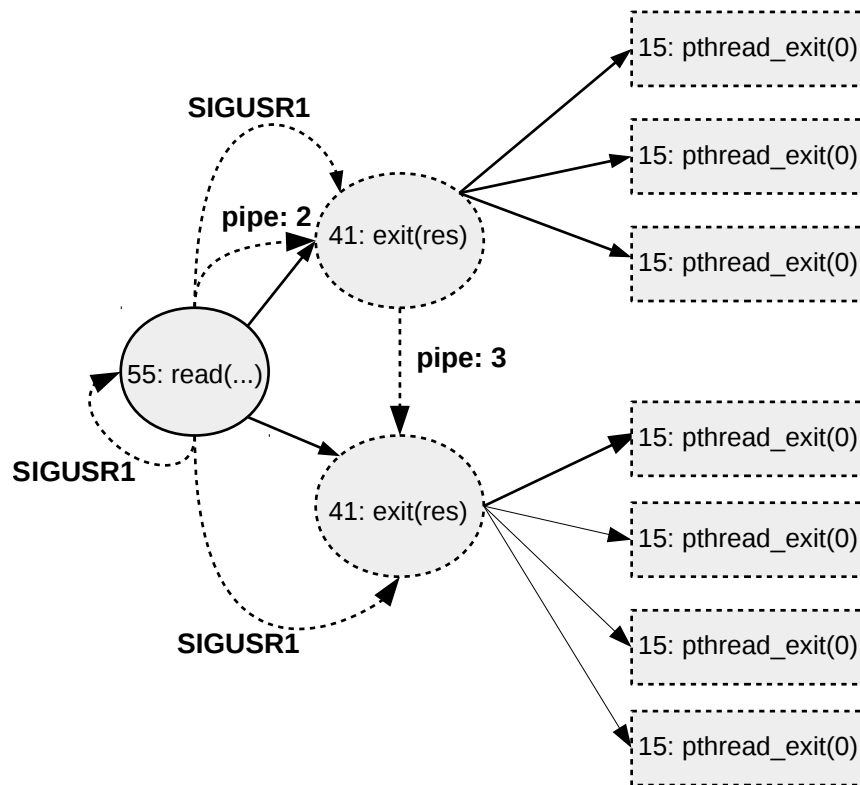 15: pthread_exit(0)
SIGUSR1
15: pthread_exit(0)
pipe: 2
41: exit(res)
15: pthread_exit(0)
pipe: 3
55: read(...)
15: pthread_exit(0)
SIGUSR1
41: exit(res)
15: pthread_exit(0)
SIGUSR1
15: pthread_exit(0)
15: pthread_exit(0)